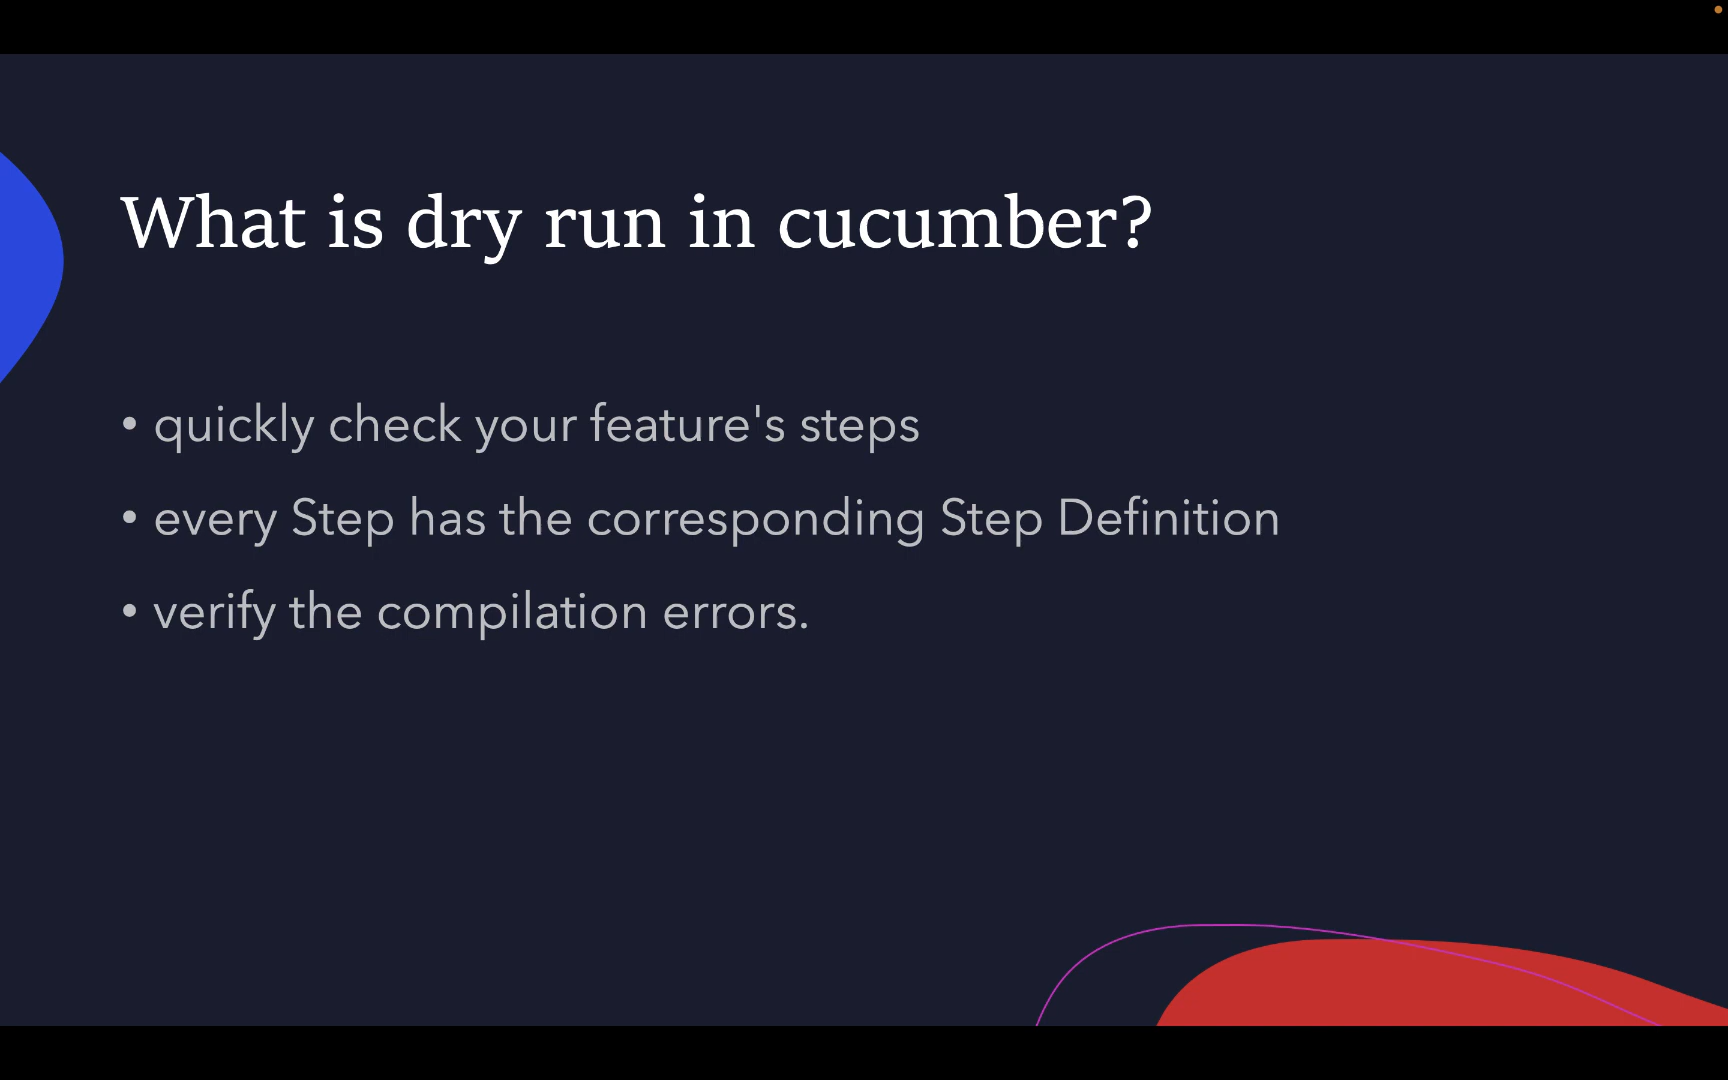 What is dry run in cucumber?
• quickly check your feature's steps
• every Step has the corresponding Step Definition
• verify the compilation errors.